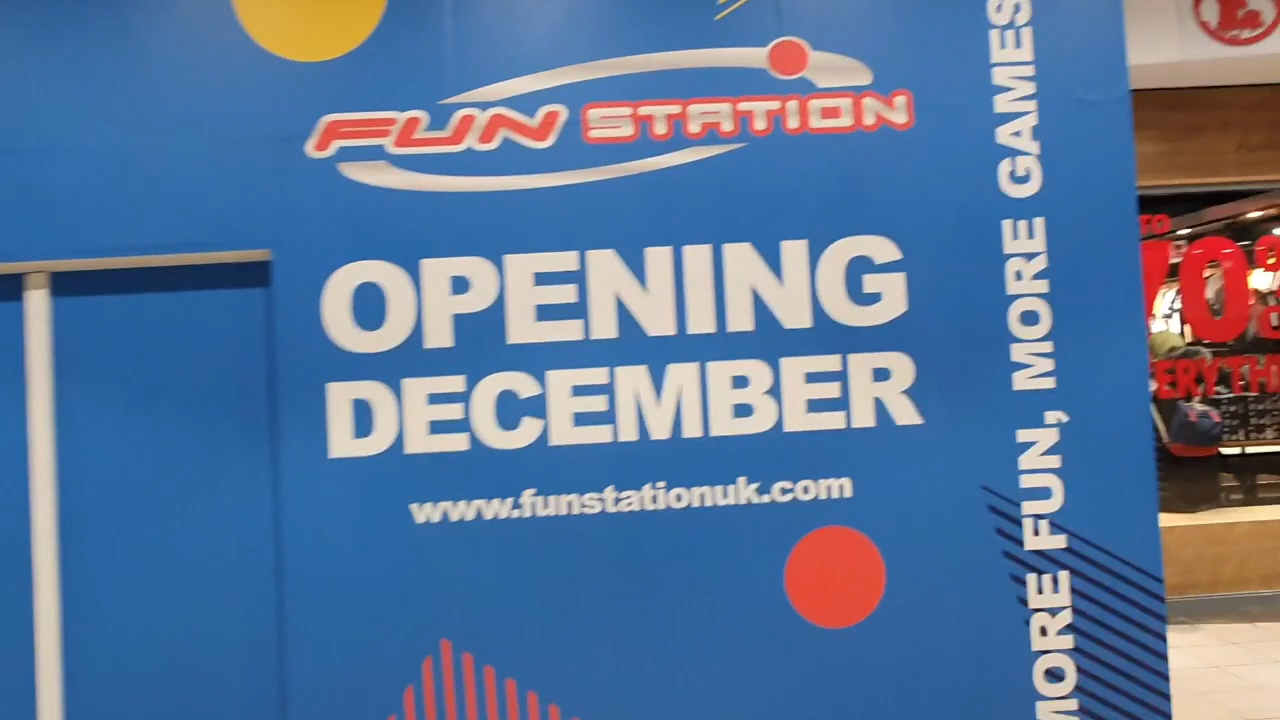 FUN STATION
OPENING
DECEMBER
www.funstationuk.com
MORE FUN, MORE GAMES